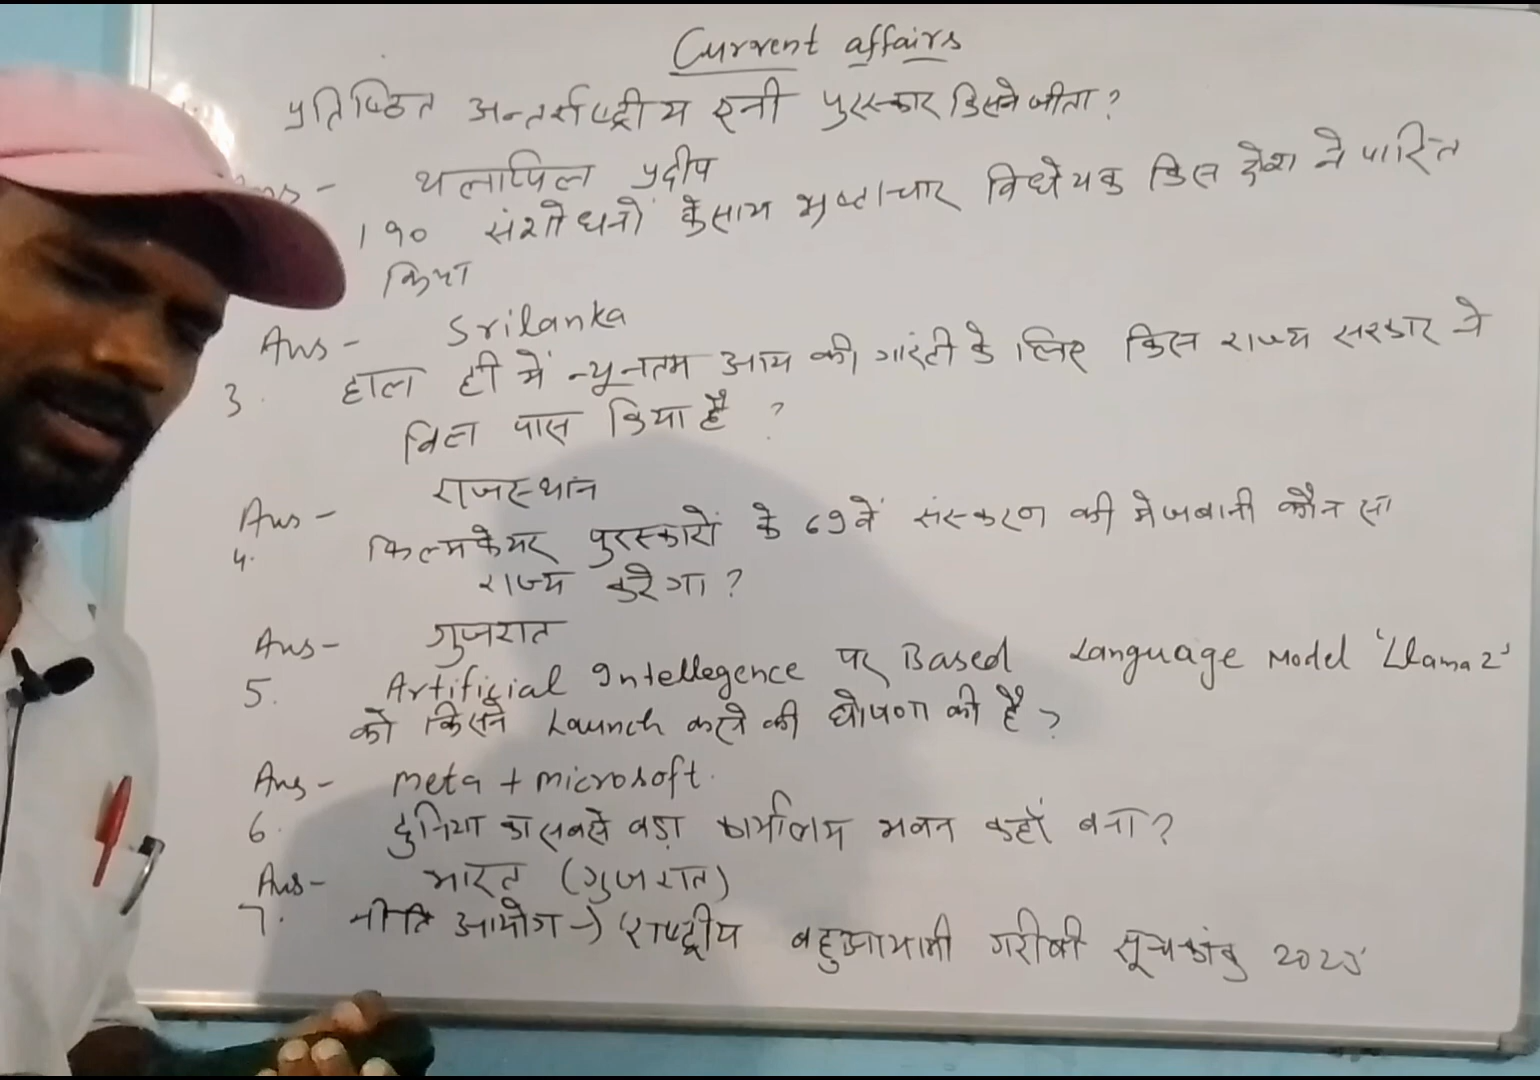 Current affairs
प्रतिष्ठित अन्तर्राष्ट्रीय इनी पुरस्कार किसने जीता?
Ans - थलाप्पिल प्रदीप
190 संशोधनों के साथ भ्रष्टाचार विधेयक किस देश ने पारित
किया
Ans - Srilanka
3. हाल ही में न्यूनतम आय की गारंटी के लिए किस राज्य सरकार ने
बिल पास किया है ?
Ans - राजस्थान
4. फिल्मफेयर पुरस्कारों के 69वें संस्करण की मेजबानी कौन सा
राज्य करेगा ?
Ans - गुजरात
5. Artificial Intellegence पर Based Language Model 'Llama 2'
को किसने Launch करने की घोषणा की है ?
Ans - meta + microsoft.
6. दुनिया का सबसे बड़ा कार्यालय भवन कहाँ बना ?
Ans - भारत (गुजरात)
7. नीति आयोग → राष्ट्रीय बहुआयामी गरीबी सूचकांक